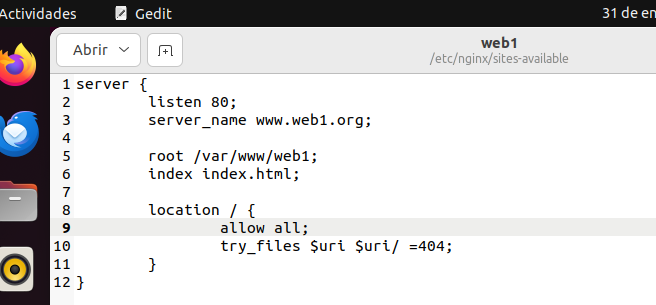 Actividades Gedit 31 de en
Abrir
web1
/etc/nginx/sites-available
1 server {
2 listen 80;
3 server_name www.web1.org;
4
5 root /var/www/web1;
6 index index.html;
7
8 location / {
9 allow all;
10 try_files $uri $uri/ =404;
11 }
12 }